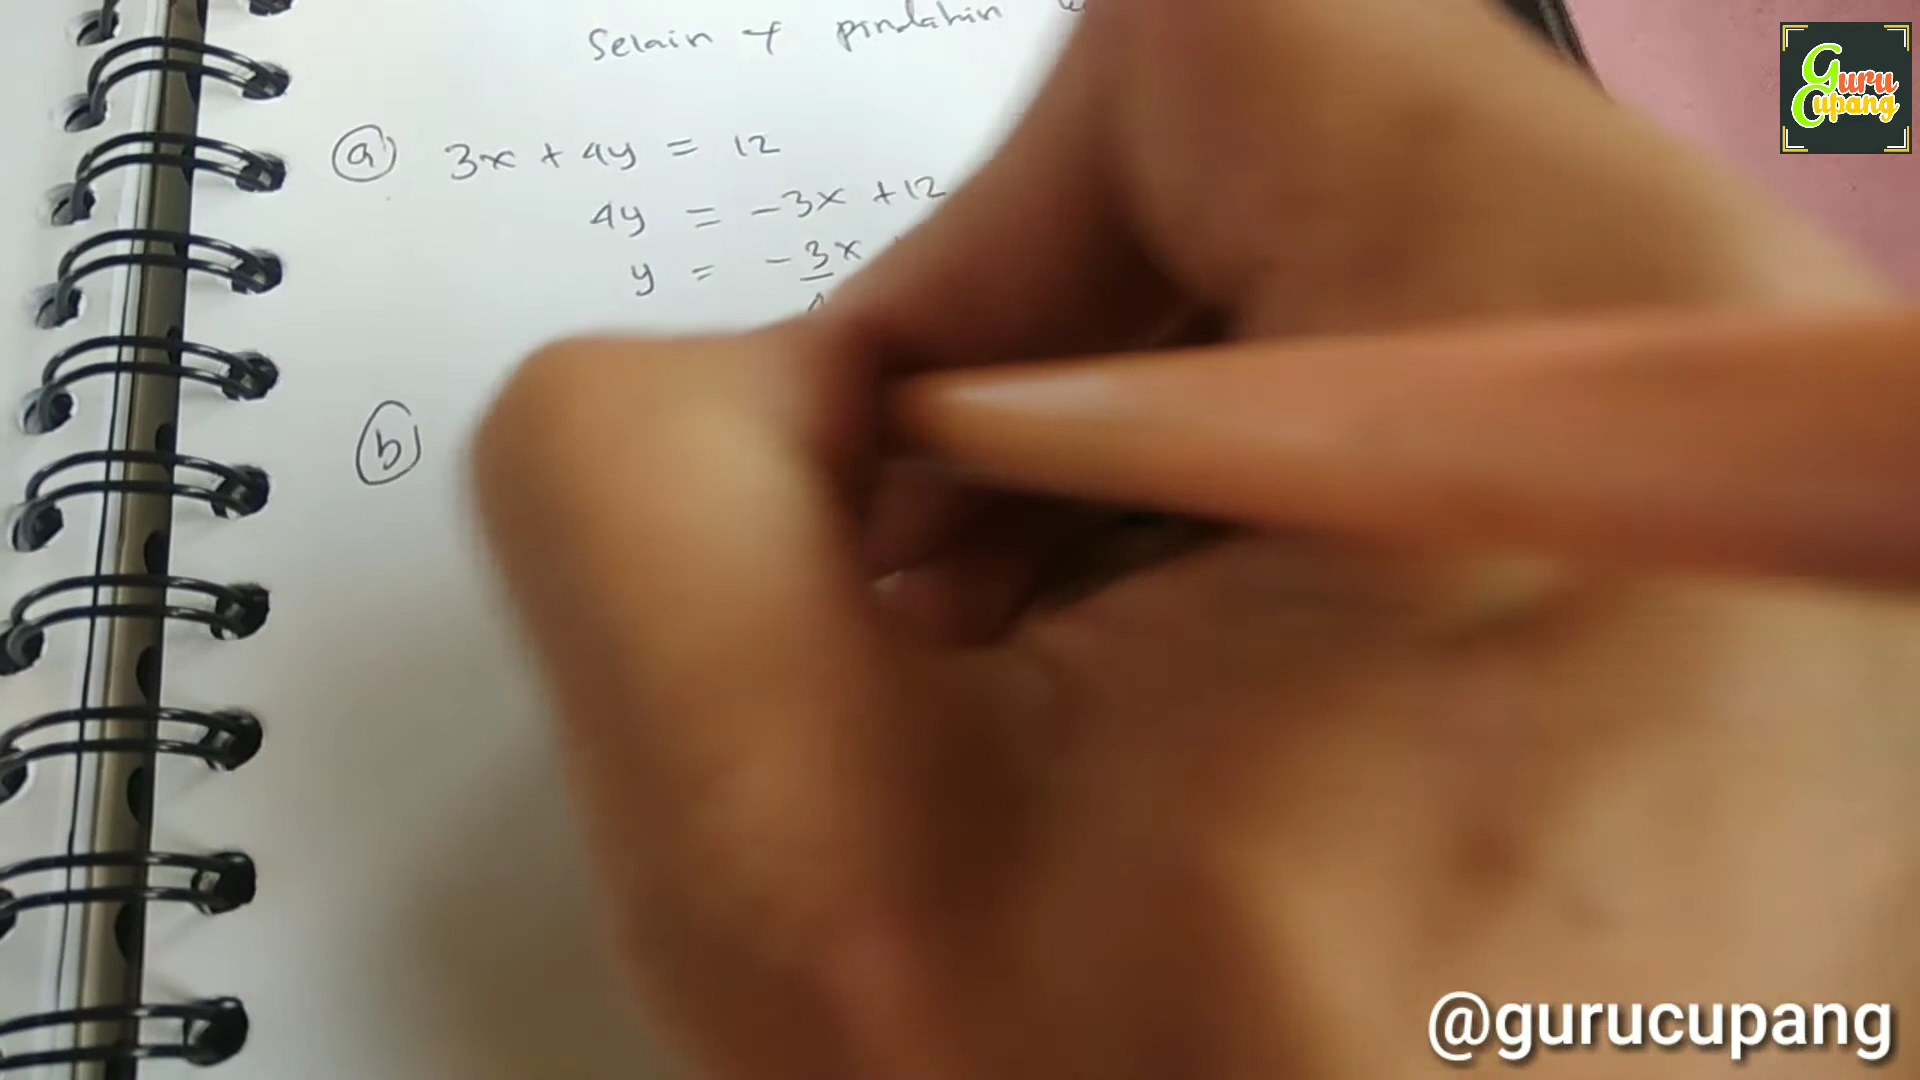 Selain y pindahin
Guru
Cupang
(a) 3x + 4y = 12
4y = -3x + 12
y = -3x
(b)
@gurucupang